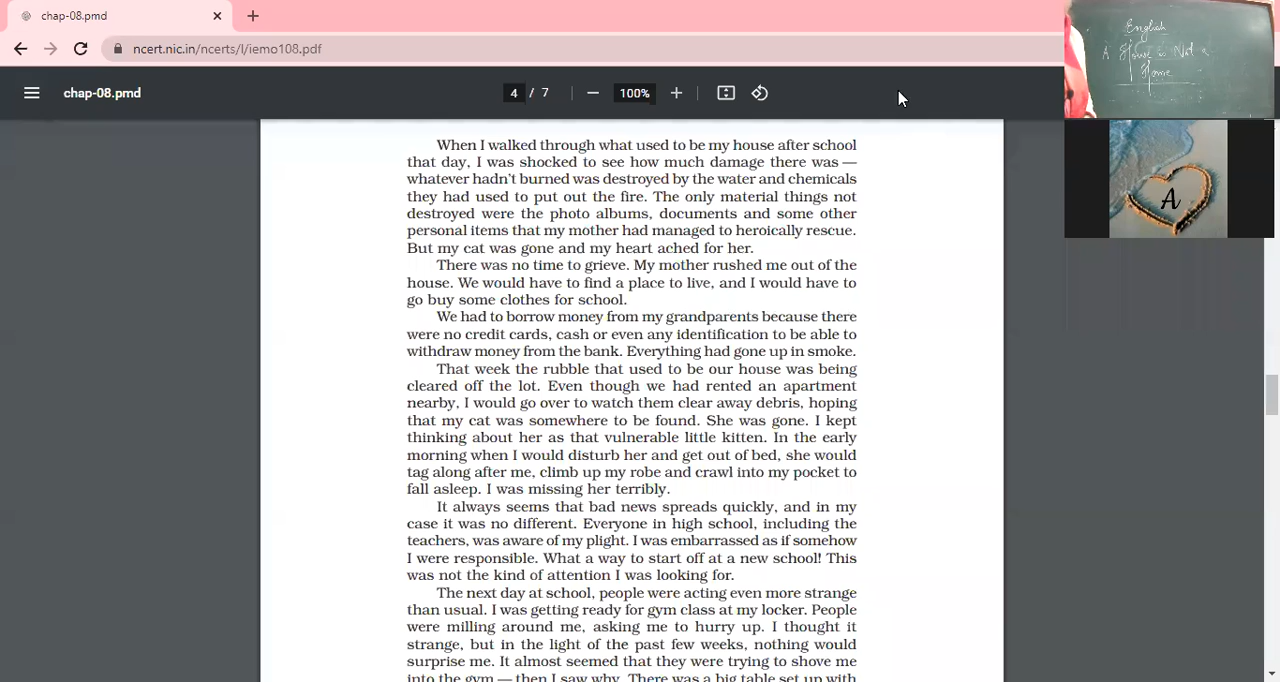 chap-08.pmd
ncert.nic.in/ncerts/l/iemo108.pdf
chap-08.pmd
4 / 7
100%
English
A House is Not a
Home
A
When I walked through what used to be my house after school
that day, I was shocked to see how much damage there was —
whatever hadn't burned was destroyed by the water and chemicals
they had used to put out the fire. The only material things not
destroyed were the photo albums, documents and some other
personal items that my mother had managed to heroically rescue.
But my cat was gone and my heart ached for her.
There was no time to grieve. My mother rushed me out of the
house. We would have to find a place to live, and I would have to
go buy some clothes for school.
We had to borrow money from my grandparents because there
were no credit cards, cash or even any identification to be able to
withdraw money from the bank. Everything had gone up in smoke.
That week the rubble that used to be our house was being
cleared off the lot. Even though we had rented an apartment
nearby, I would go over to watch them clear away debris, hoping
that my cat was somewhere to be found. She was gone. I kept
thinking about her as that vulnerable little kitten. In the early
morning when I would disturb her and get out of bed, she would
tag along after me, climb up my robe and crawl into my pocket to
fall asleep. I was missing her terribly.
It always seems that bad news spreads quickly, and in my
case it was no different. Everyone in high school, including the
teachers, was aware of my plight. I was embarrassed as if somehow
I were responsible. What a way to start off at a new school! This
was not the kind of attention I was looking for.
The next day at school, people were acting even more strange
than usual. I was getting ready for gym class at my locker. People
were milling around me, asking me to hurry up. I thought it
strange, but in the light of the past few weeks, nothing would
surprise me. It almost seemed that they were trying to shove me
into the gym — then I saw why. There was a big table set up with